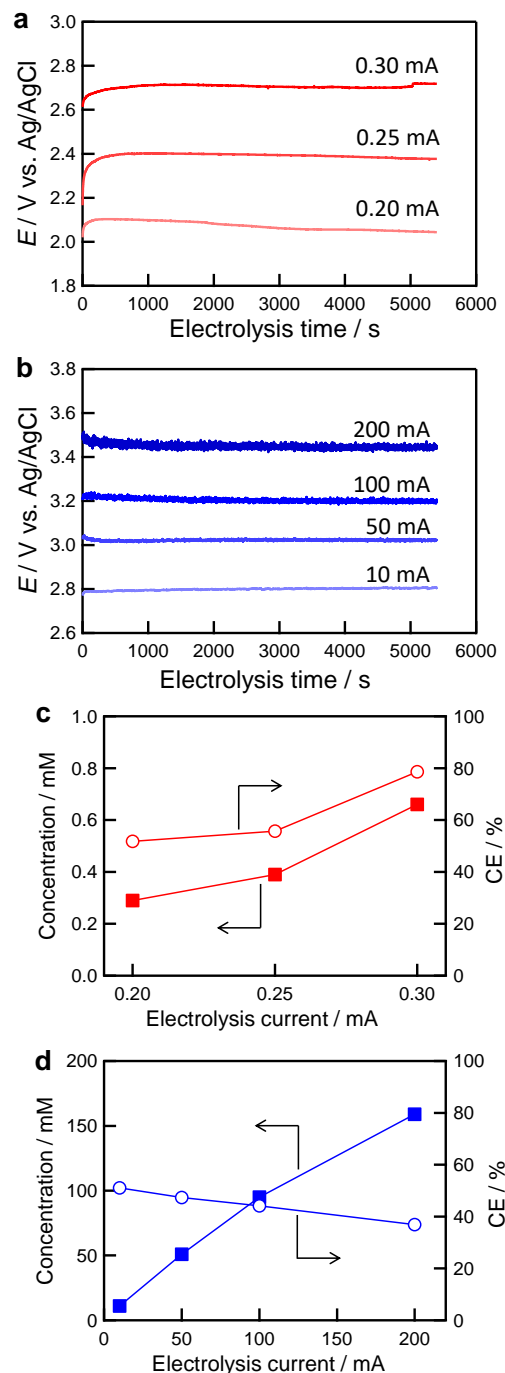 a
3.0
2.7
2.4
2.1
1.8
E / V vs. Ag/AgCl
0.30 mA
0.25 mA
0.20 mA
0 1000 2000 3000 4000 5000 6000
Electrolysis time / s
b
3.8
3.6
3.4
3.2
3.0
2.8
2.6
E / V vs. Ag/AgCl
200 mA
100 mA
50 mA
10 mA
0 1000 2000 3000 4000 5000 6000
Electrolysis time / s
c
1.0
0.8
0.6
0.4
0.2
0.0
Concentration / mM
100
80
60
40
20
0
CE / %
0.20 0.25 0.30
Electrolysis current / mA
d
200
150
100
50
0
Concentration / mM
100
80
60
40
20
0
CE / %
0 50 100 150 200
Electrolysis current / mA